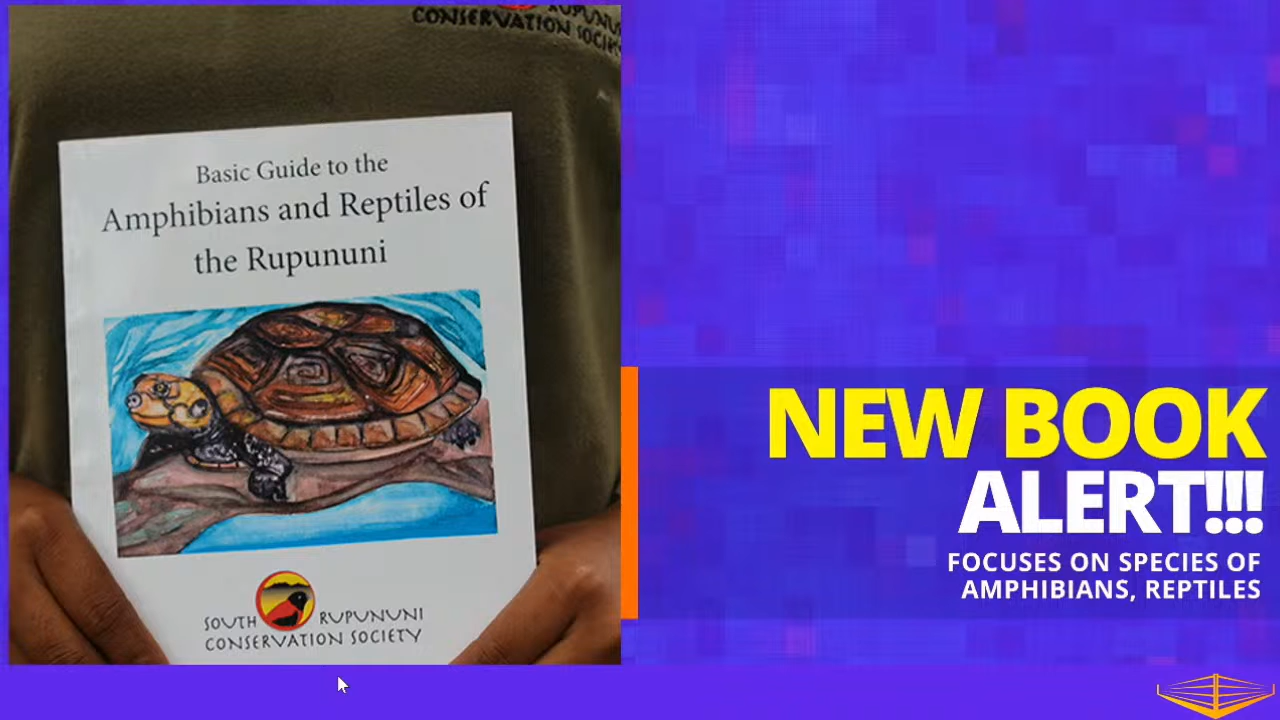 CONSERVATION
Basic Guide to the
Amphibians and Reptiles of
the Rupununi
SOUTH RUPUNUNI
CONSERVATION SOCIETY
NEW BOOK
ALERT!!!
FOCUSES ON SPECIES OF
AMPHIBIANS, REPTILES